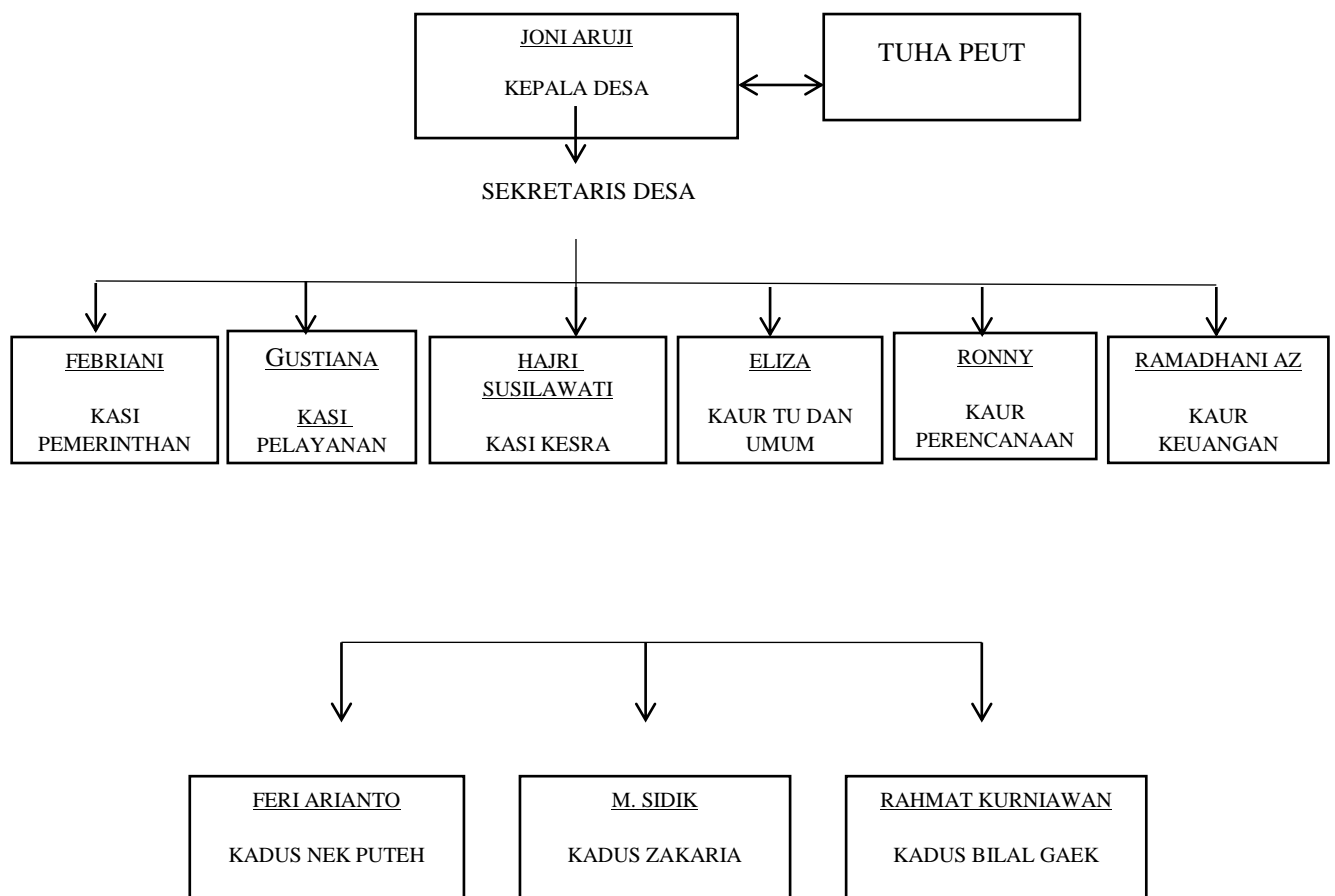 JONI ARUJI
KEPALA DESA
TUHA PEUT
SEKRETARIS DESA
FEBRIANI
KASI
PEMERINTHAN
GUSTIANA
KASI
PELAYANAN
HAJRI
SUSILAWATI
KASI KESRA
ELIZA
KAUR TU DAN
UMUM
RONNY
KAUR
PERENCANAAN
RAMADHANI AZ
KAUR
KEUANGAN
FERI ARIANTO
KADUS NEK PUTEH
M. SIDIK
KADUS ZAKARIA
RAHMAT KURNIAWAN
KADUS BILAL GAEK